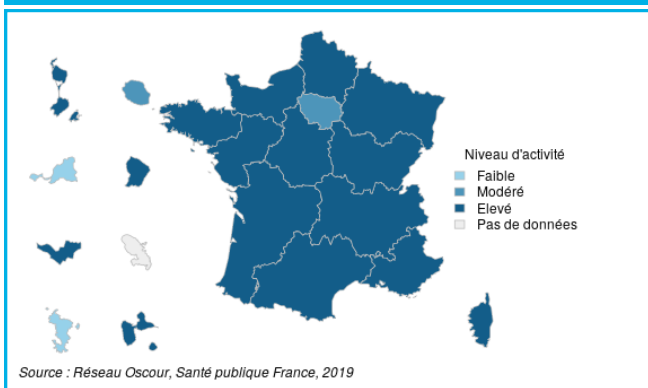 Niveau d'activité
Faible
Modéré
Elevé
Pas de données
Source : Réseau Oscour, Santé publique France, 2019